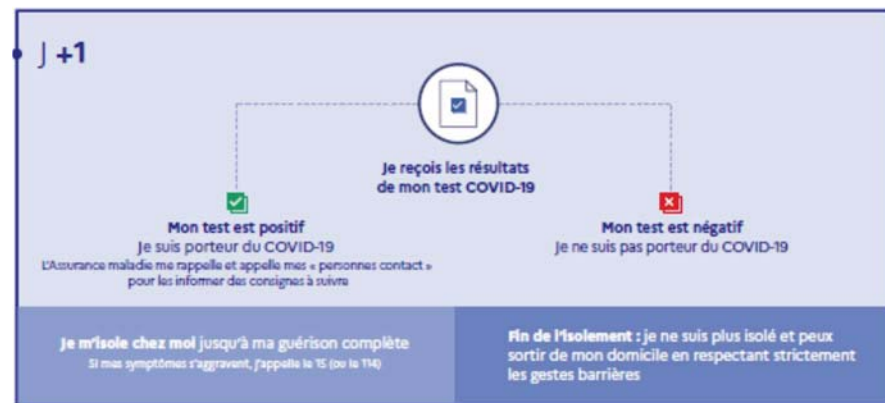 J +1
Je reçois les résultats
de mon test COVID-19
Mon test est positif
Je suis porteur du COVID-19
L'Assurance maladie me rappelle et appelle mes « personnes contact »
pour les informer des consignes à suivre
Mon test est négatif
Je ne suis pas porteur du COVID-19
Je m'isole chez moi jusqu'à ma guérison complète
Si mes symptômes s'aggravent, j'appelle le 15 (ou le 114)
Fin de l'isolement : je ne suis plus isolé et peux
sortir de mon domicile en respectant strictement
les gestes barrières